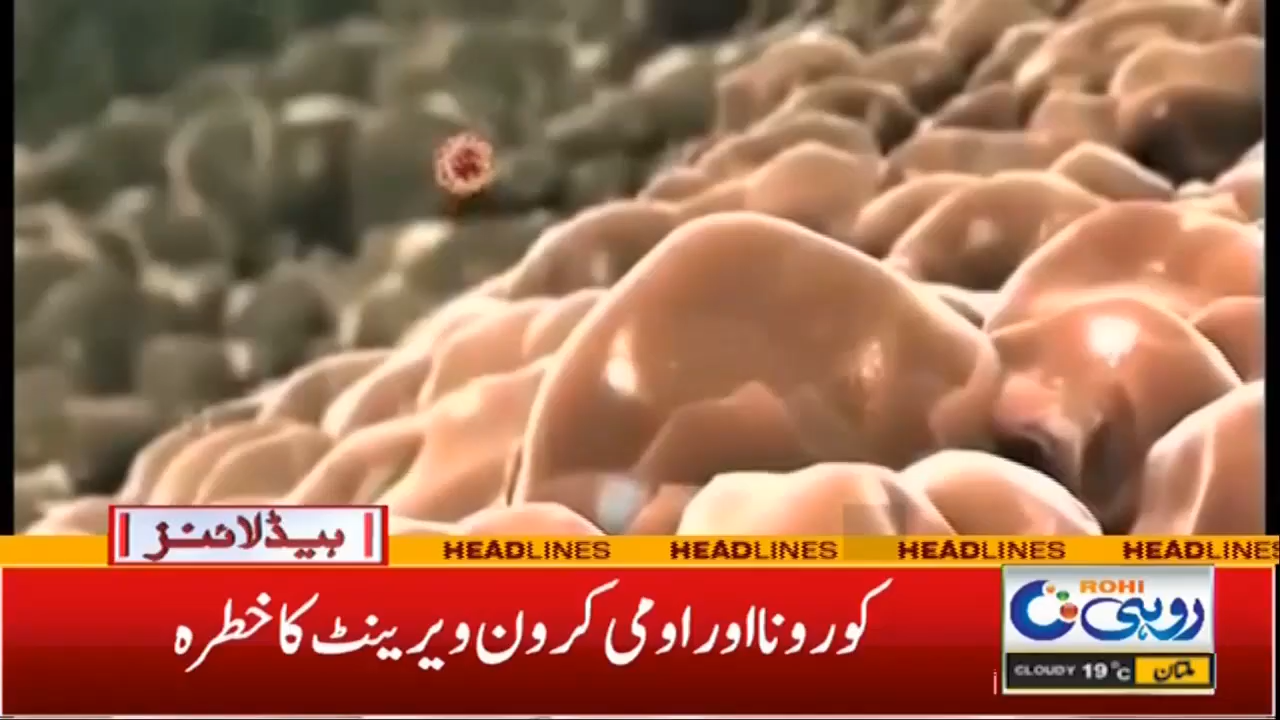 ہیڈلائنز
HEADLINES HEADLINES HEADLINES HEADLINES
کورونا اور اومی کرون ویرینٹ کا خطرہ
ROHI
روہی
CLOUDY 19°C ملتان